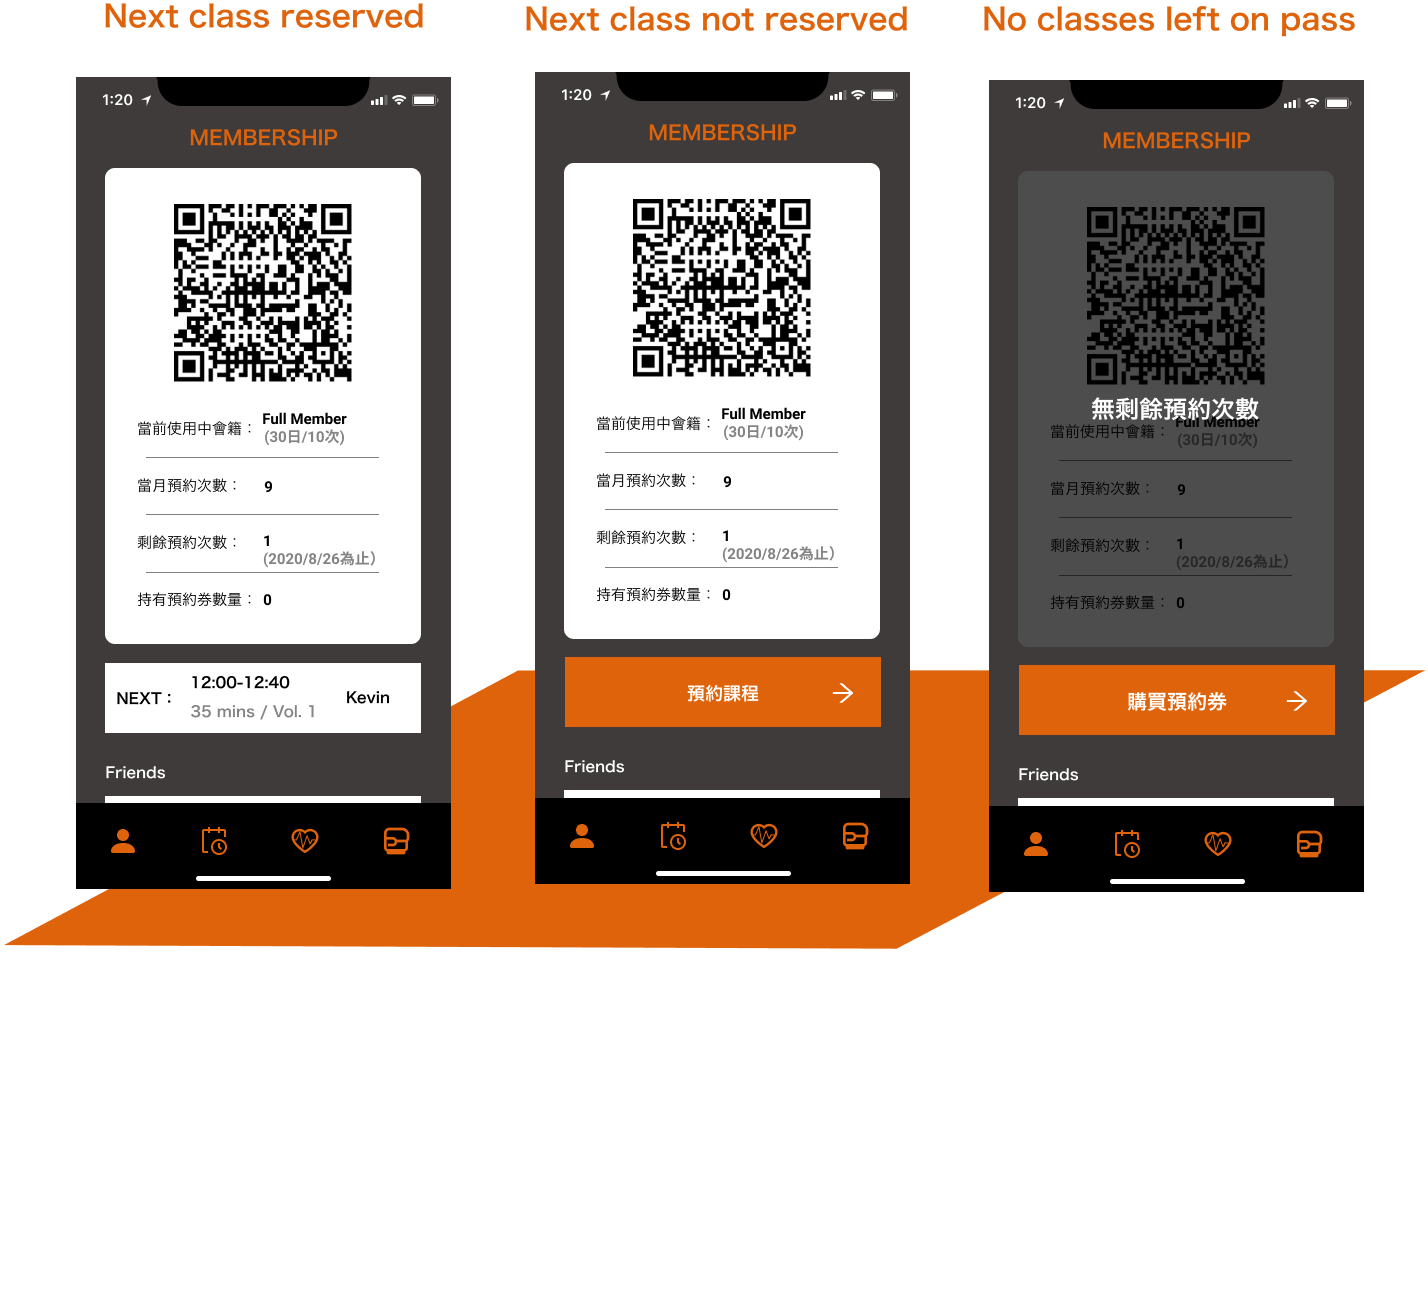 Next class reserved
1:20
MEMBERSHIP
當前使用中會籍： Full Member
(30日/10次)
當月預約次數： 9
剩餘預約次數： 1
(2020/8/26為止)
持有預約券數量： 0
NEXT： 12:00-12:40 Kevin
35 mins / Vol. 1
Friends
Next class not reserved
1:20
MEMBERSHIP
當前使用中會籍： Full Member
(30日/10次)
當月預約次數： 9
剩餘預約次數： 1
(2020/8/26為止)
持有預約券數量： 0
預約課程
Friends
No classes left on pass
1:20
MEMBERSHIP
無剩餘預約次數
當前使用中會籍： Full Member
(30日/10次)
當月預約次數： 9
剩餘預約次數： 1
(2020/8/26為止)
持有預約券數量： 0
購買預約券
Friends